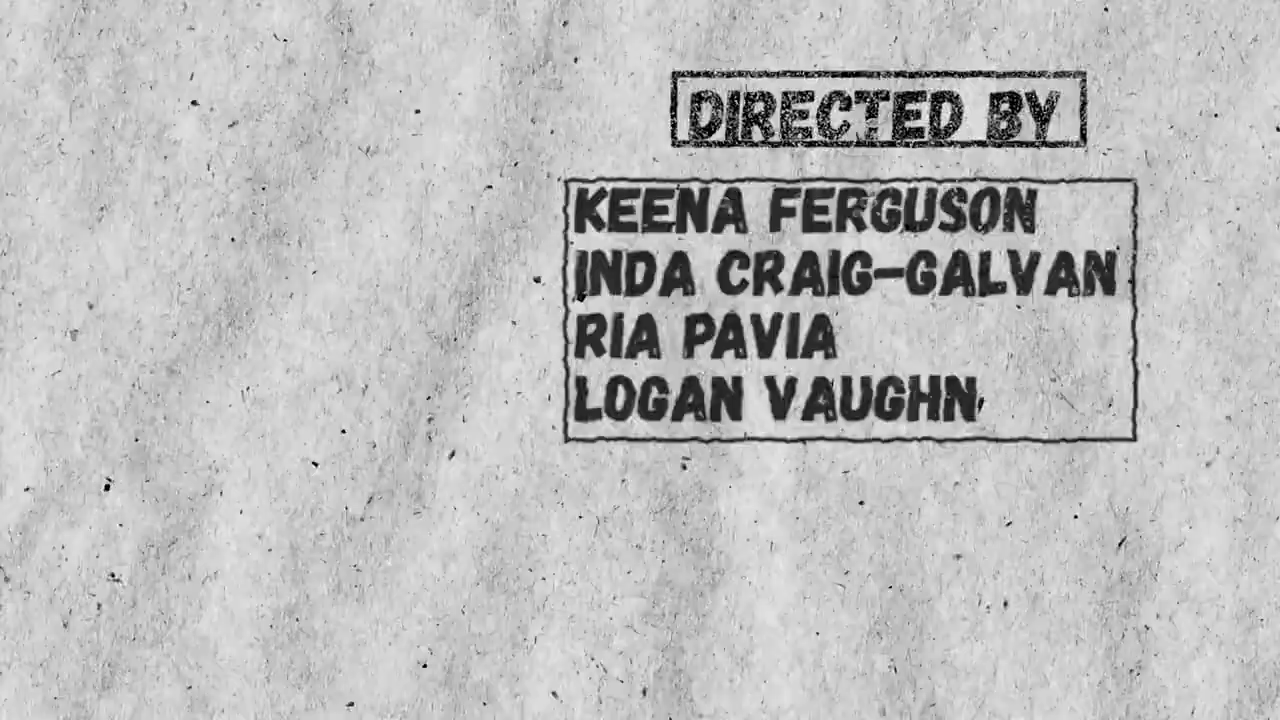 DIRECTED BY
KEENA FERGUSON
INDA CRAIG-GALVAN
RIA PAVIA
LOGAN VAUGHN